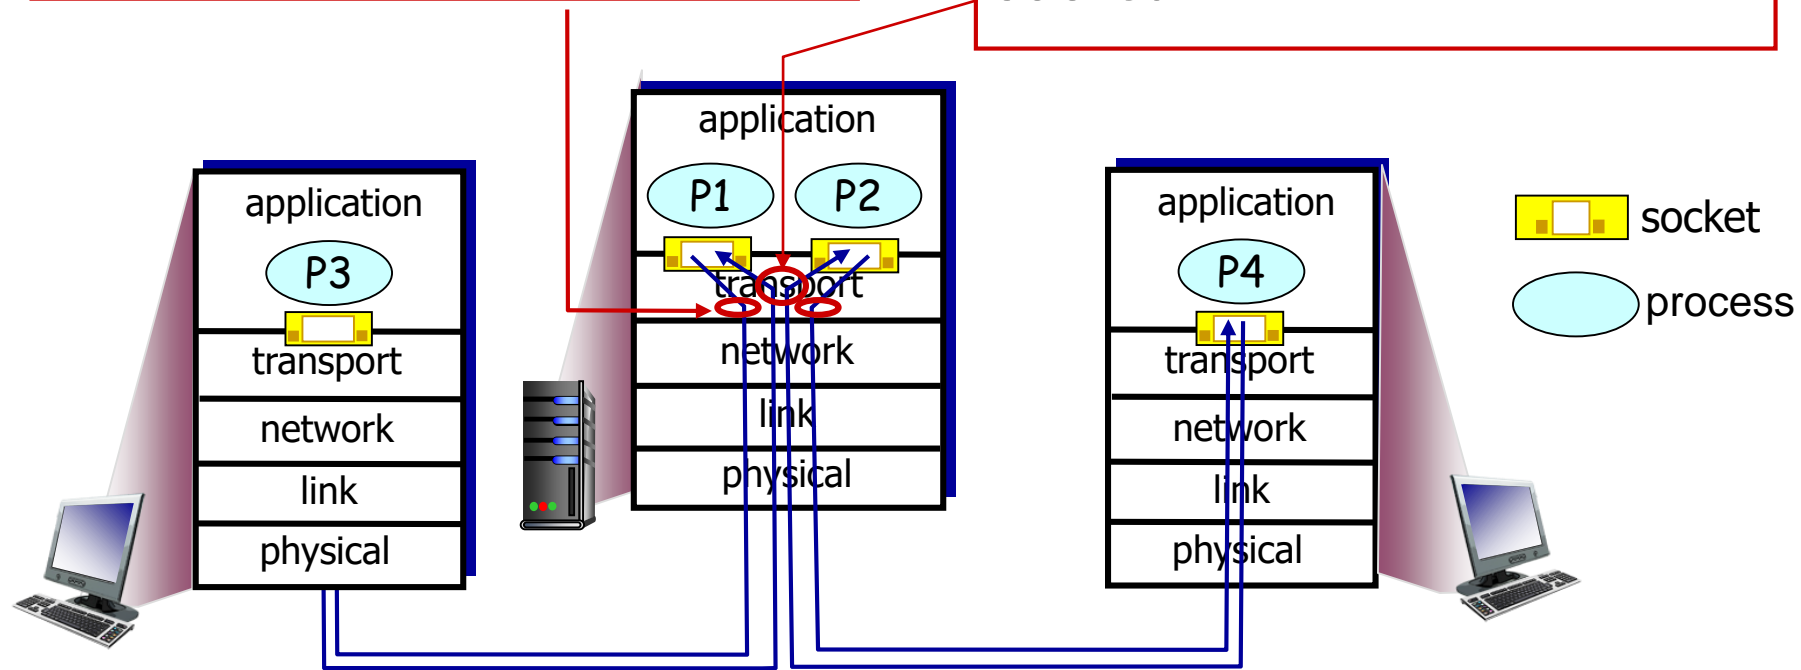 application
P1
P2
transport
network
link
physical
application
P3
transport
network
link
physical
application
P4
transport
network
link
physical
socket
process